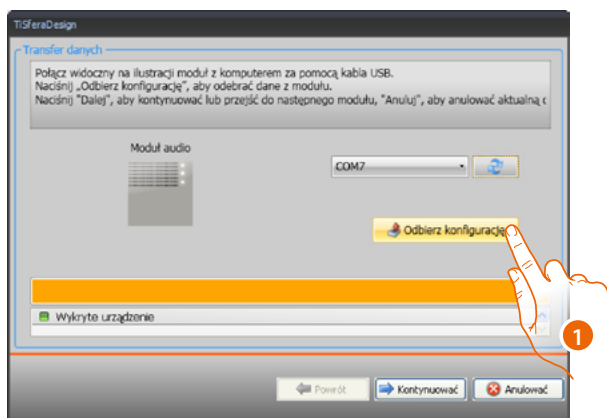 TiSferaDesign
Transfer danych
Połącz widoczny na ilustracji moduł z komputerem za pomocą kabla USB.
Naciśnij „Odbierz konfigurację”, aby odebrać dane z modułu.
Naciśnij "Dalej", aby kontynuować lub przejść do następnego modułu, "Anuluj", aby anulować aktualną c
Moduł audio
COM7
Odbierz konfigurację
Wykryte urządzenie
1
Powrót
Kontynuować
Anulować